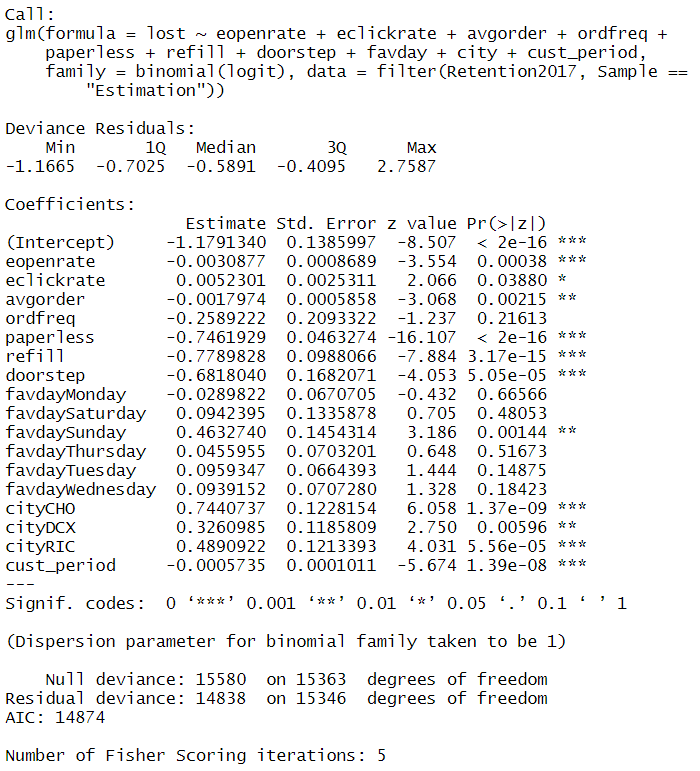 Call:
glm(formula = lost ~ eopenrate + eclickrate + avgorder + ordfreq +
    paperless + refill + doorstep + favday + city + cust_period,
    family = binomial(logit), data = filter(Retention2017, Sample ==
        "Estimation"))

Deviance Residuals:
    Min       1Q   Median       3Q      Max
-1.1665  -0.7025  -0.5891  -0.4095   2.7587

Coefficients:
                  Estimate Std. Error z value Pr(>|z|)
(Intercept)     -1.1791340  0.1385997  -8.507  < 2e-16 ***
eopenrate       -0.0030877  0.0008689  -3.554  0.00038 ***
eclickrate       0.0052301  0.0025311   2.066  0.03880 *
avgorder        -0.0017974  0.0005858  -3.068  0.00215 **
ordfreq         -0.2589222  0.2093322  -1.237  0.21613
paperless       -0.7461929  0.0463274 -16.107  < 2e-16 ***
refill          -0.7789828  0.0988066  -7.884 3.17e-15 ***
doorstep        -0.6818040  0.1682071  -4.053 5.05e-05 ***
favdayMonday    -0.0289822  0.0670705  -0.432  0.66566
favdaySaturday   0.0942395  0.1335878   0.705  0.48053
favdaySunday     0.4632740  0.1454314   3.186  0.00144 **
favdayThursday   0.0455955  0.0703201   0.648  0.51673
favdayTuesday    0.0959347  0.0664393   1.444  0.14875
favdayWednesday  0.0939152  0.0707280   1.328  0.18423
cityCHO          0.7440737  0.1228154   6.058 1.37e-09 ***
cityDCX          0.3260985  0.1185809   2.750  0.00596 **
cityRIC          0.4890922  0.1213393   4.031 5.56e-05 ***
cust_period     -0.0005735  0.0001011  -5.674 1.39e-08 ***
---
Signif. codes:  0 ‘***’ 0.001 ‘**’ 0.01 ‘*’ 0.05 ‘.’ 0.1 ‘ ’ 1

(Dispersion parameter for binomial family taken to be 1)

    Null deviance: 15580  on 15363  degrees of freedom
Residual deviance: 14838  on 15346  degrees of freedom
AIC: 14874

Number of Fisher Scoring iterations: 5